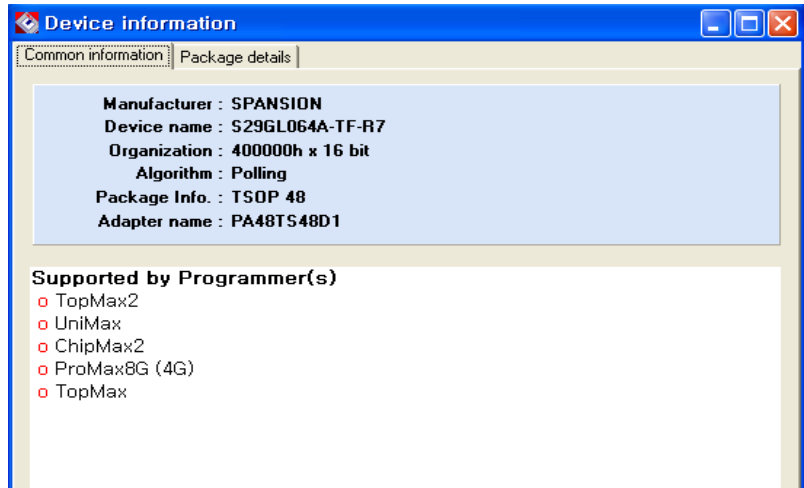 Device information
Common information Package details
Manufacturer : SPANSION
Device name : S29GL064A-TF-R7
Organization : 400000h x 16 bit
Algorithm : Polling
Package Info. : TSOP 48
Adapter name : PA48TS48D1
Supported by Programmer(s)
o TopMax2
o UniMax
o ChipMax2
o ProMax8G (4G)
o TopMax